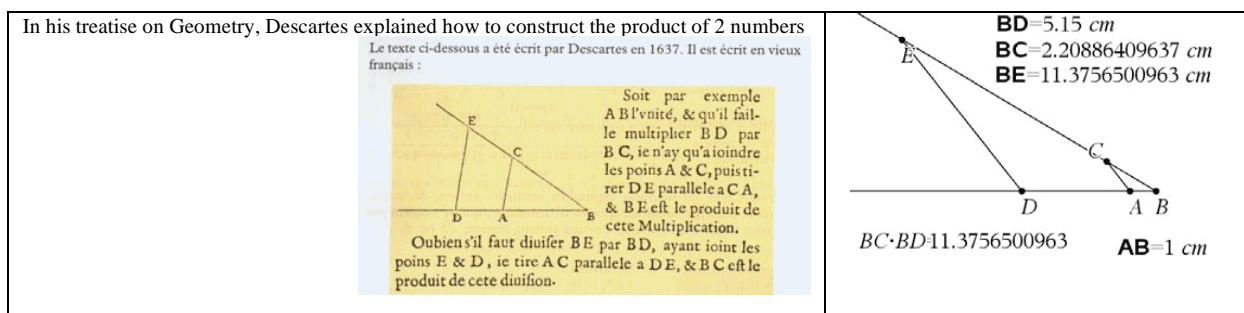 In his treatise on Geometry, Descartes explained how to construct the product of 2 numbers
Le texte ci-dessous a été écrit par Descartes en 1637. Il est écrit en vieux
français :
Soit par exemple
A B l'vnité, & qu'il fail-
le multiplier B D par
B C, ie n'ay qu'a ioindre
les poins A & C, puis ti-
rer D E parallele a C A,
& B E est le produit de
cete Multiplication.
Oubien s'il faut diuiser B E par B D, ayant ioint les
poins E & D, ie tire A C parallele a D E, & B C est le
produit de cete diuision.
E
C
D
A
B
BD=5.15 cm
BC=2.20886409637 cm
BE=11.3756500963 cm
E
C
D
A
B
BC·BD=11.3756500963
AB=1 cm